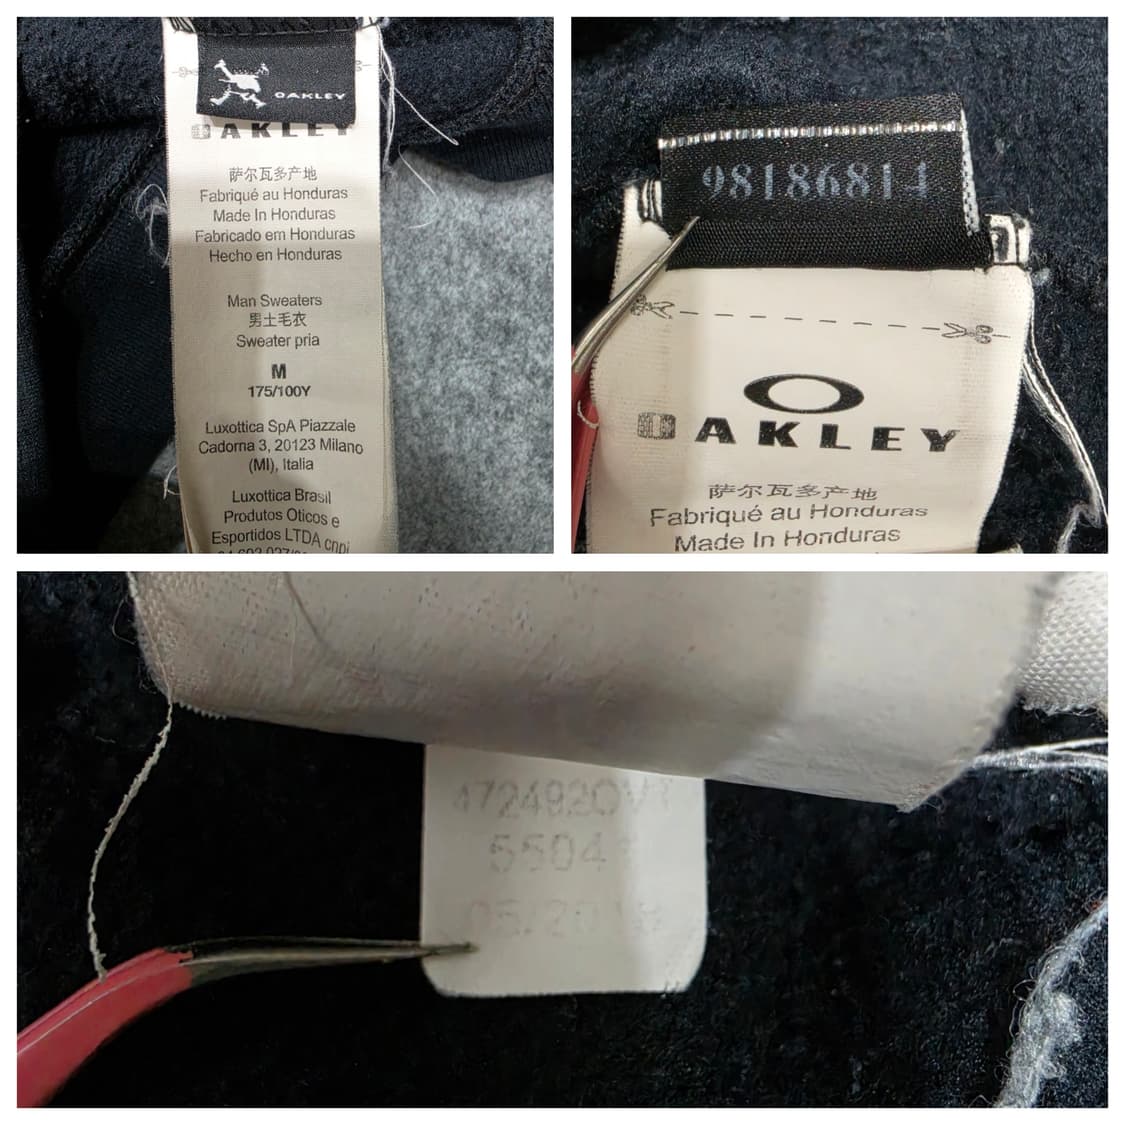 OAKLEY
OAKLEY
萨尔瓦多产地
Fabriqué au Honduras
Made In Honduras
Fabricado em Honduras
Hecho en Honduras
Man Sweaters
男士毛衣
Sweater pria
M
175/100Y
Luxottica SpA Piazzale
Cadorna 3, 20123 Milano
(MI), Italia
Luxottica Brasil
Produtos Oticos e
Esportidos LTDA cnpj
98186814
OAKLEY
萨尔瓦多产地
Fabriqué au Honduras
Made In Honduras
472492OV
5504